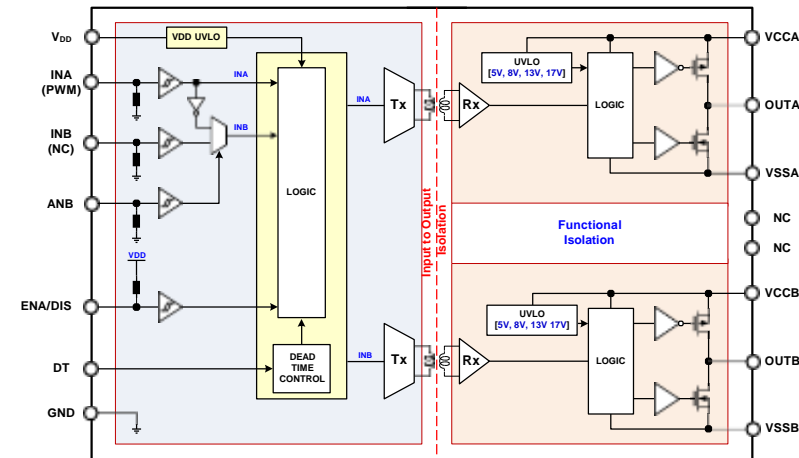 VDD
VDD UVLO
INA
(PWM)
INA
INB
(NC)
INB
ANB
VDD
ENA/DIS
DT
GND
LOGIC
DEAD
TIME
CONTROL
INA
Tx
INB
Tx
Input to Output
Isolation
UVLO
[5V, 8V, 13V, 17V]
Rx
LOGIC
VCCA
OUTA
VSSA
Functional
Isolation
NC
NC
UVLO
[5V, 8V, 13V 17V]
Rx
LOGIC
VCCB
OUTB
VSSB